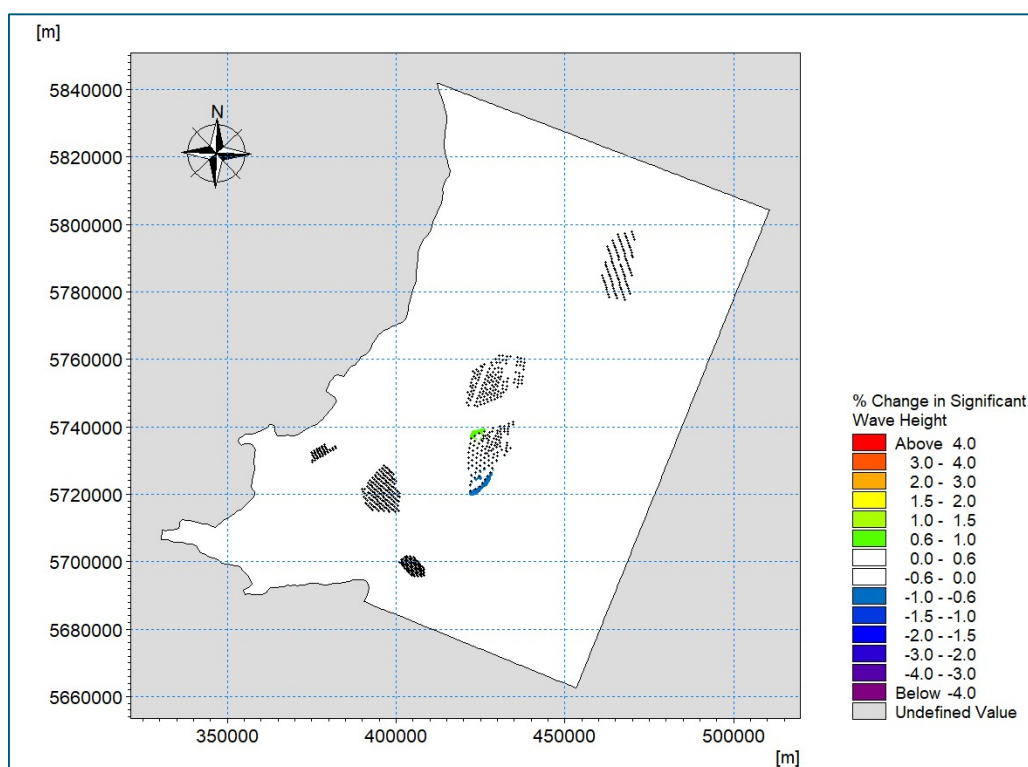 [m]
5840000
N
5820000
5800000
5780000
5760000
5740000
5720000
5700000
5680000
5660000
350000 400000 450000 500000
[m]
% Change in Significant
Wave Height
Above 4.0
3.0 - 4.0
2.0 - 3.0
1.5 - 2.0
1.0 - 1.5
0.6 - 1.0
0.0 - 0.6
-0.6 - 0.0
-1.0 - -0.6
-1.5 - -1.0
-2.0 - -1.5
-3.0 - -2.0
-4.0 - -3.0
Below -4.0
Undefined Value